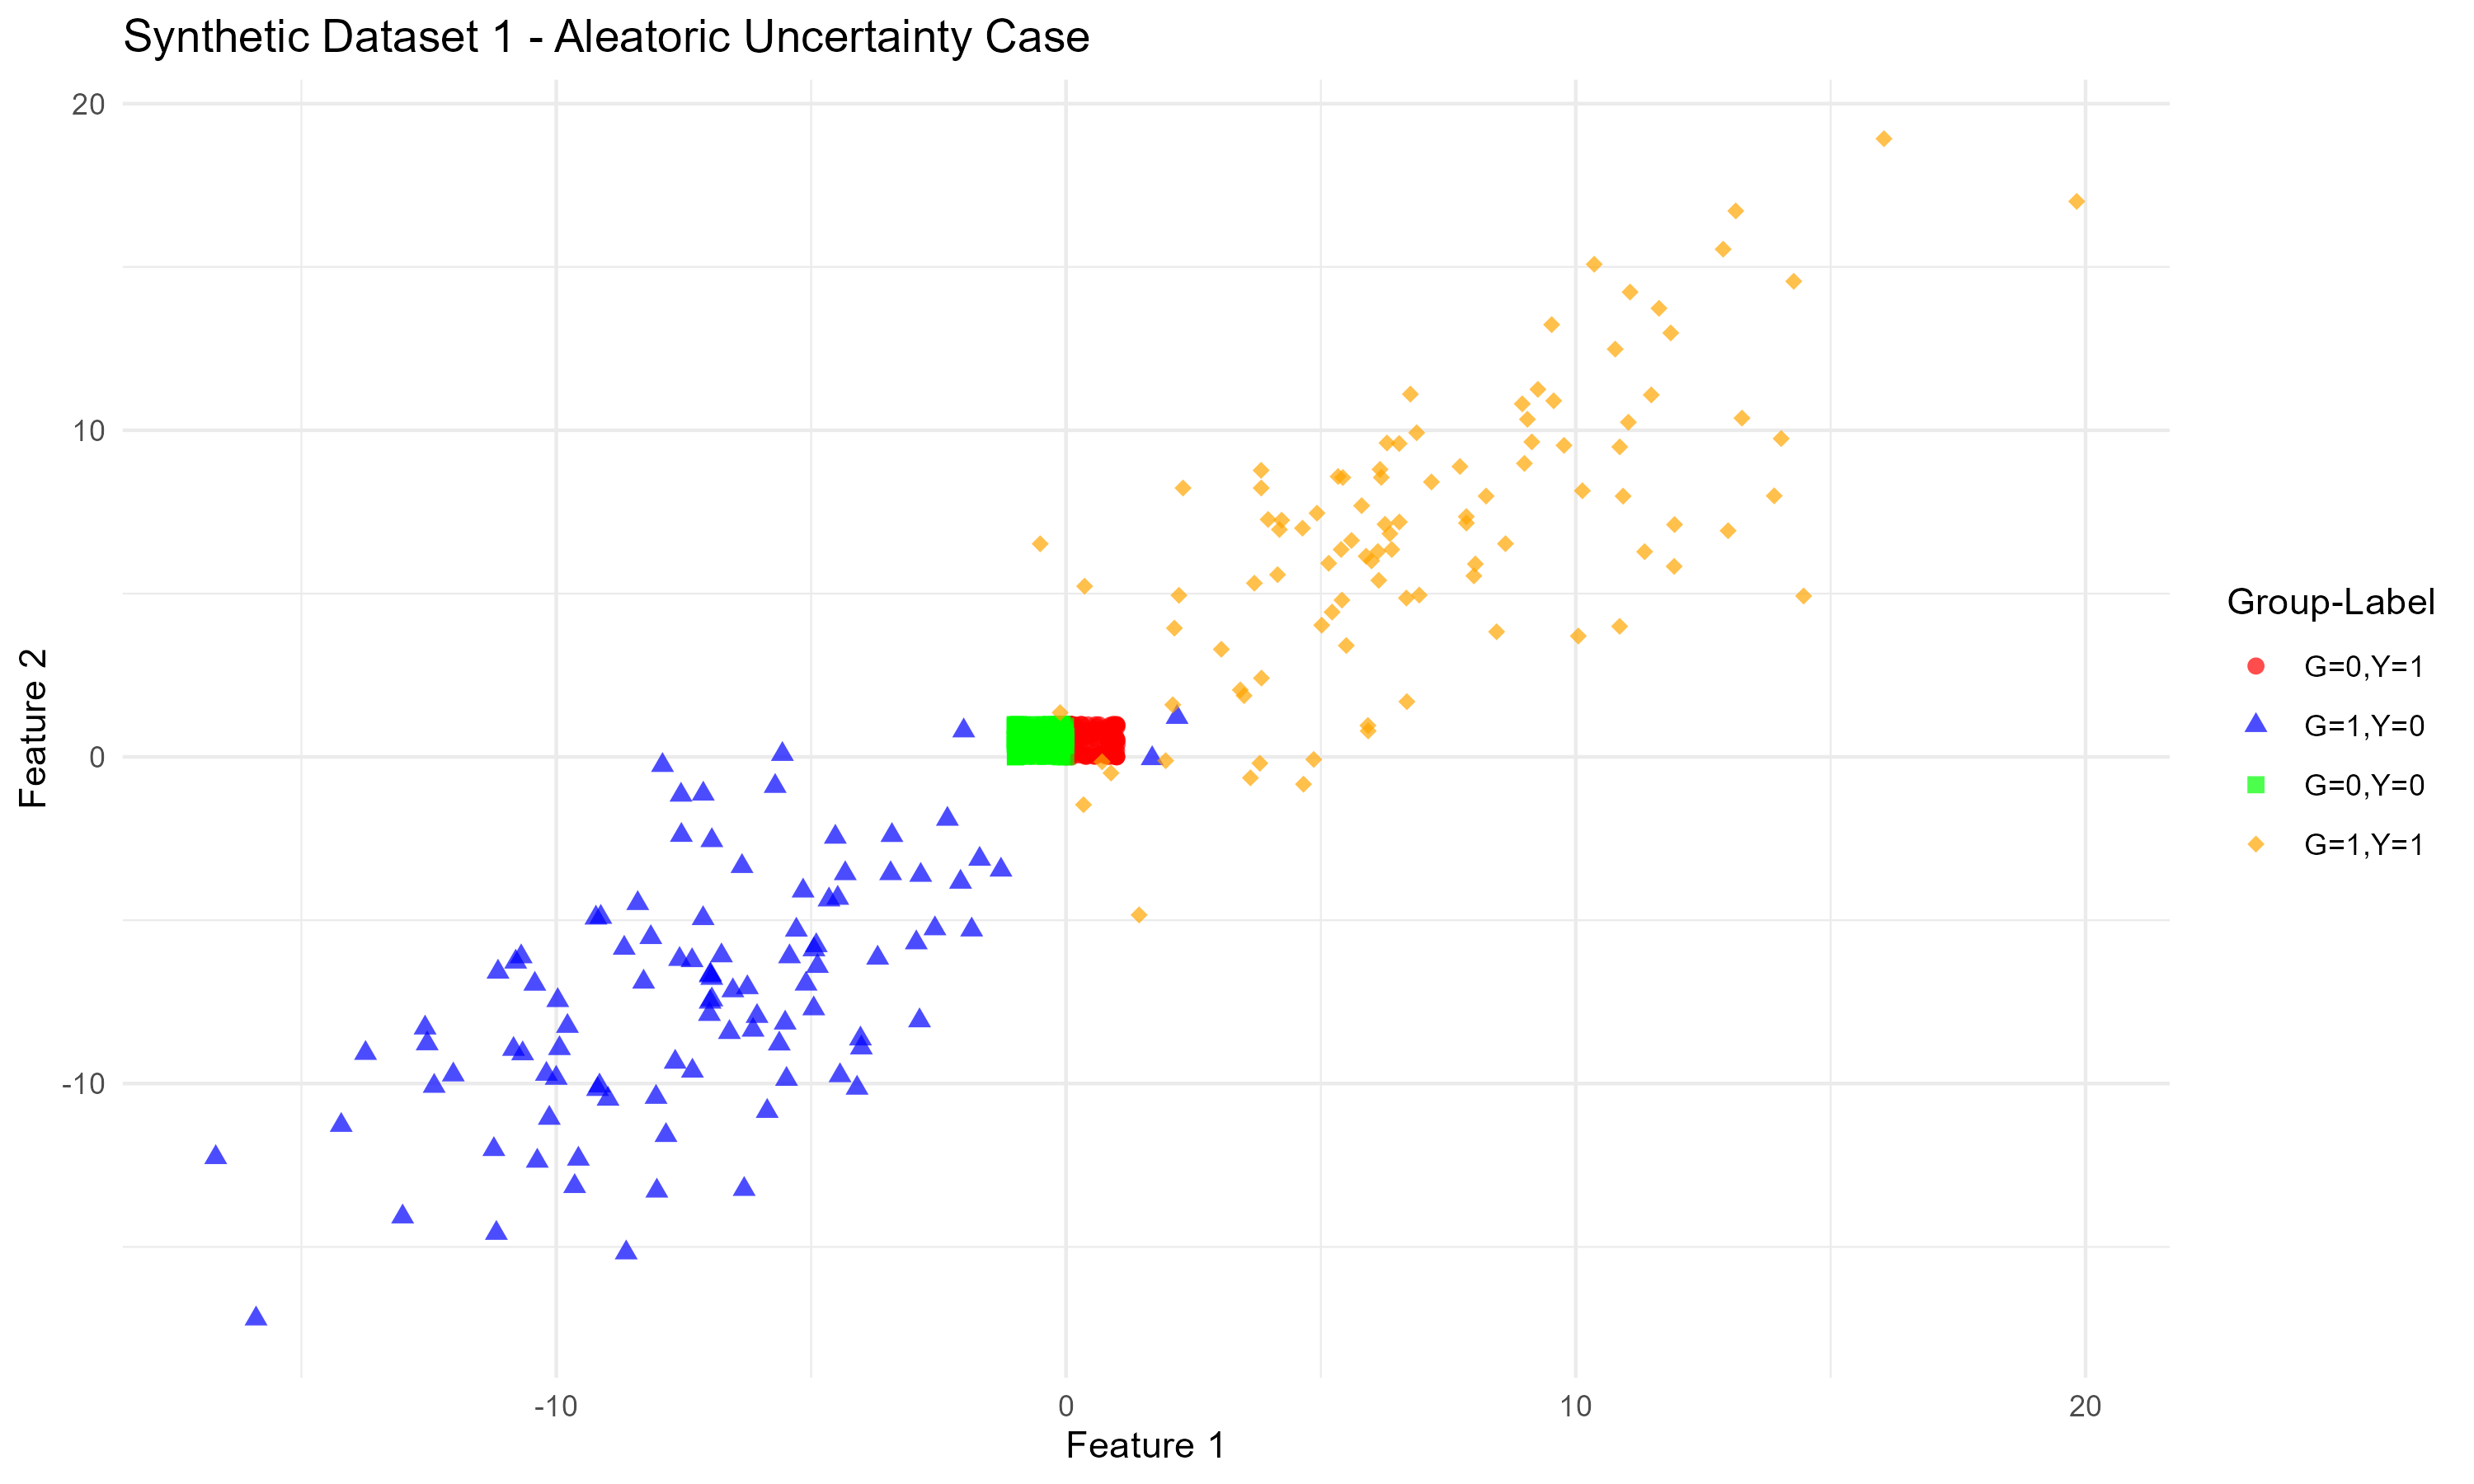 Synthetic Dataset 1 - Aleatoric Uncertainty Case
20
10
0
-10
Feature 2
-10
0
10
20
Feature 1
Group-Label
G=0,Y=1
G=1,Y=0
G=0,Y=0
G=1,Y=1